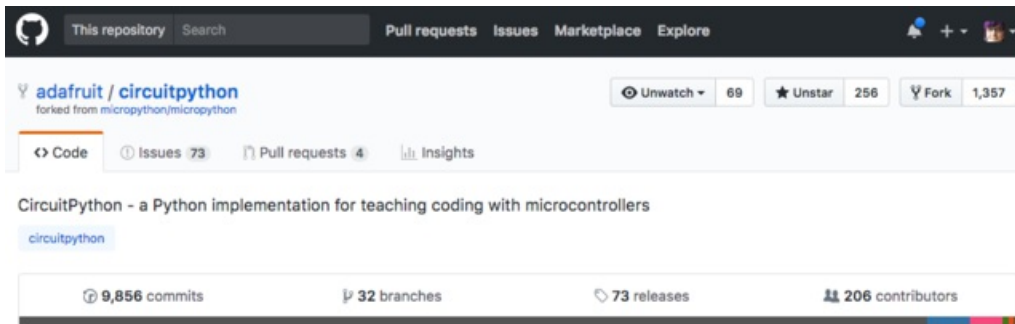 This repository Search Pull requests Issues Marketplace Explore
adafruit / circuitpython
forked from micropython/micropython
Unwatch 69 Unstar 256 Fork 1,357
Code Issues 73 Pull requests 4 Insights
CircuitPython - a Python implementation for teaching coding with microcontrollers
circuitpython
9,856 commits 32 branches 73 releases 206 contributors